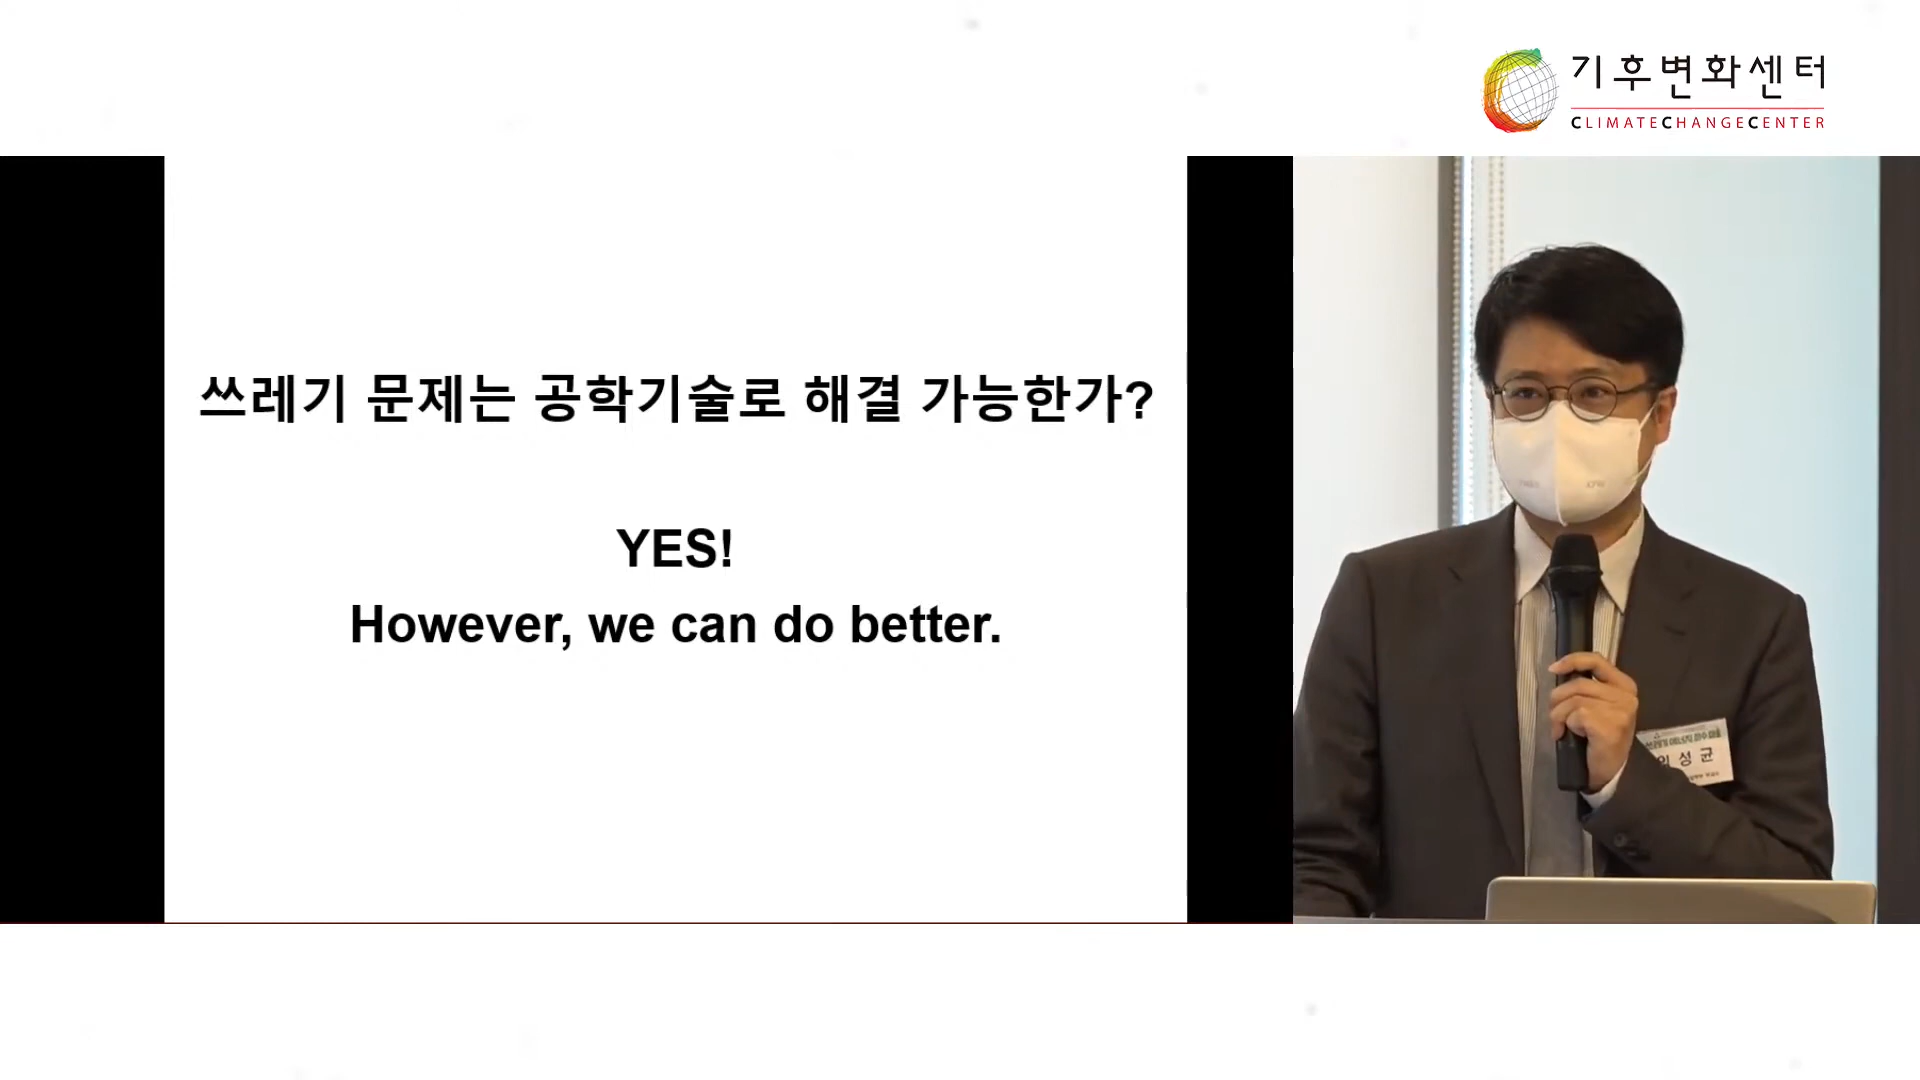 기후변화센터
CLIMATECHANGECENTER
쓰레기 문제는 공학기술로 해결 가능한가?
YES!
However, we can do better.
성 균